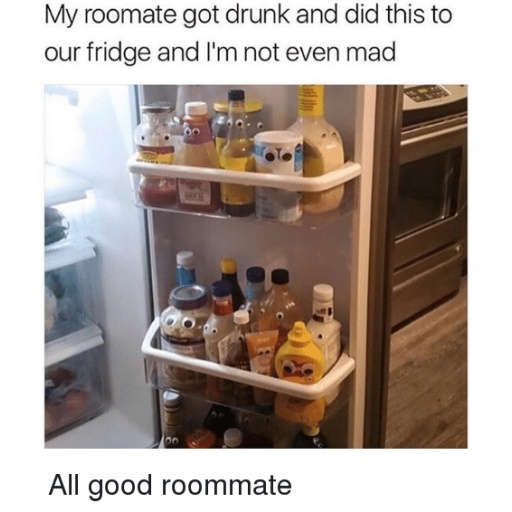 My roomate got drunk and did this to
our fridge and I'm not even mad
All good roommate